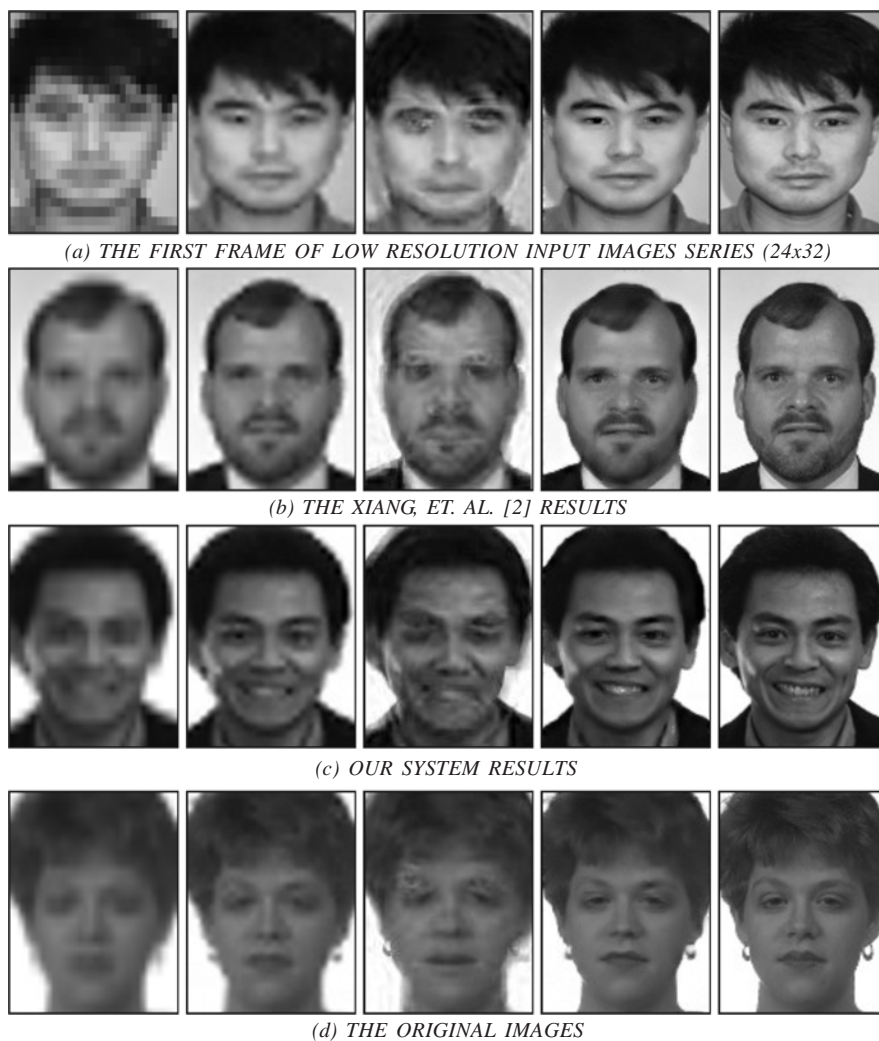 (a) THE FIRST FRAME OF LOW RESOLUTION INPUT IMAGES SERIES (24x32)
(b) THE XIANG, ET. AL. [2] RESULTS
(c) OUR SYSTEM RESULTS
(d) THE ORIGINAL IMAGES